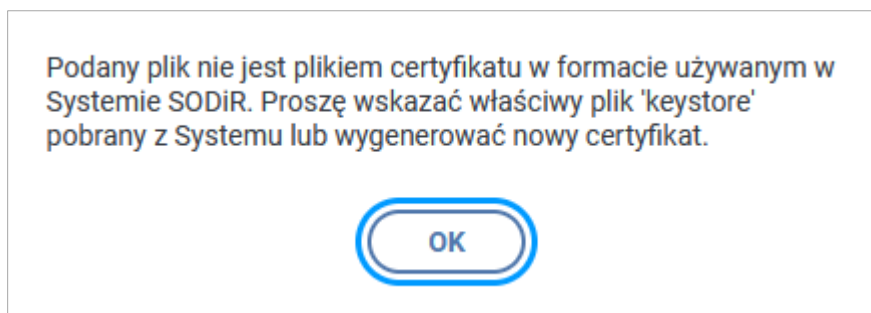 Podany plik nie jest plikiem certyfikatu w formacie używanym w
Systemie SODiR. Proszę wskazać właściwy plik 'keystore'
pobrany z Systemu lub wygenerować nowy certyfikat.
OK